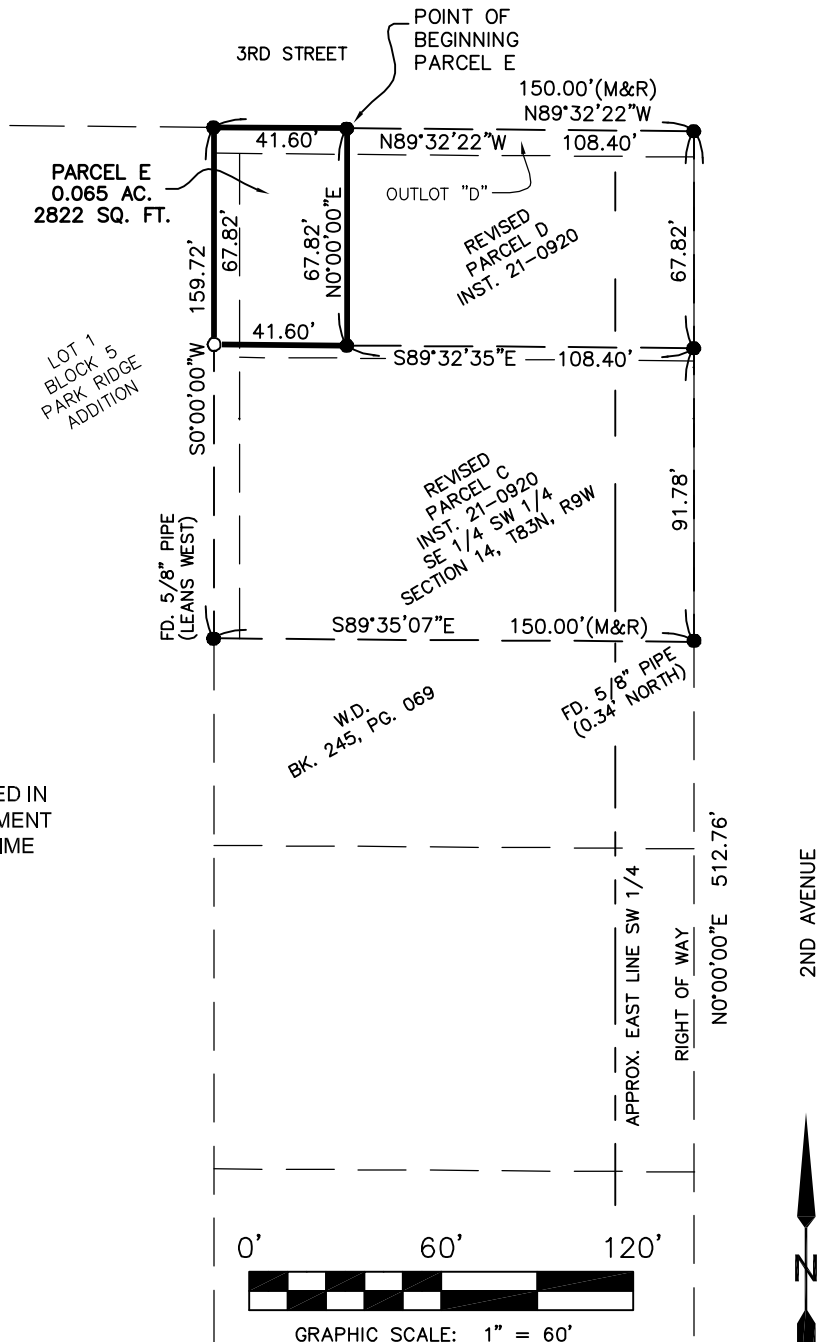 POINT OF
BEGINNING
PARCEL E
3RD STREET
150.00'(M&R)
N89°32'22"W
41.60'
N89°32'22"W
108.40'
PARCEL E
0.065 AC.
2822 SQ. FT.
OUTLOT "D"
159.72'
67.82'
67.82'
N0°00'00"E
REVISED
PARCEL D
INST. 21-0920
67.82'
41.60'
S89°32'35"E
108.40'
LOT 1
BLOCK 5
PARK RIDGE
ADDITION
S0°00'00"W
REVISED
PARCEL C
INST. 21-0920
SE 1/4 SW 1/4
SECTION 14, T83N, R9W
91.78'
FD. 5/8" PIPE
(LEANS WEST)
S89°35'07"E
150.00'(M&R)
FD. 5/8" PIPE
(0.34' NORTH)
W.D.
BK. 245, PG. 069
ED IN
MENT
IME
APPROX. EAST LINE SW 1/4
RIGHT OF WAY
N0°00'00"E 512.76'
2ND AVENUE
N
0'
60'
120'
GRAPHIC SCALE: 1" = 60'